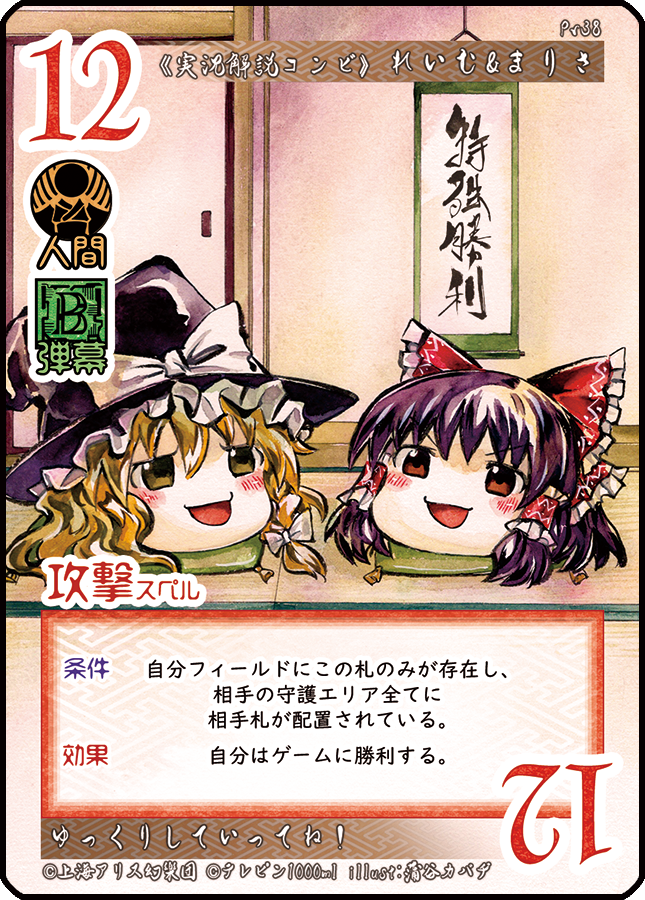 Pr38
12
《実況解説コンビ》 れいむ&まりさ
人間
B
弾幕
特殊勝利
攻撃スペル
条件 自分フィールドにこの札のみが存在し、
相手の守護エリア全てに
相手札が配置されている。
効果 自分はゲームに勝利する。
12
ゆっくりしていってね!
©上海アリス幻樂団 ©テレピン1000ml illust:蒲谷カバヂ